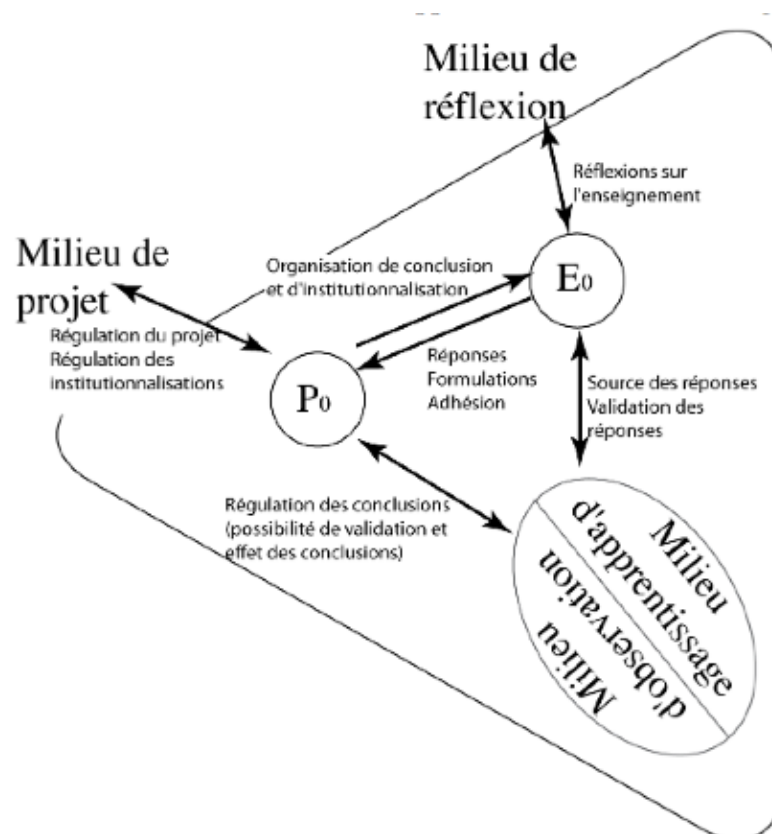 Milieu de
réflexion
Réflexions sur
l'enseignement
Milieu de
projet
Organisation de conclusion
et d'institutionnalisation
E0
Régulation du projet
Régulation des
institutionnalisations
Réponses
Formulations
Adhésion
P0
Source des réponses
Validation des
réponses
Régulation des conclusions
(possibilité de validation et
effet des conclusions)
Milieu
d'apprentissage
Milieu
d'observation